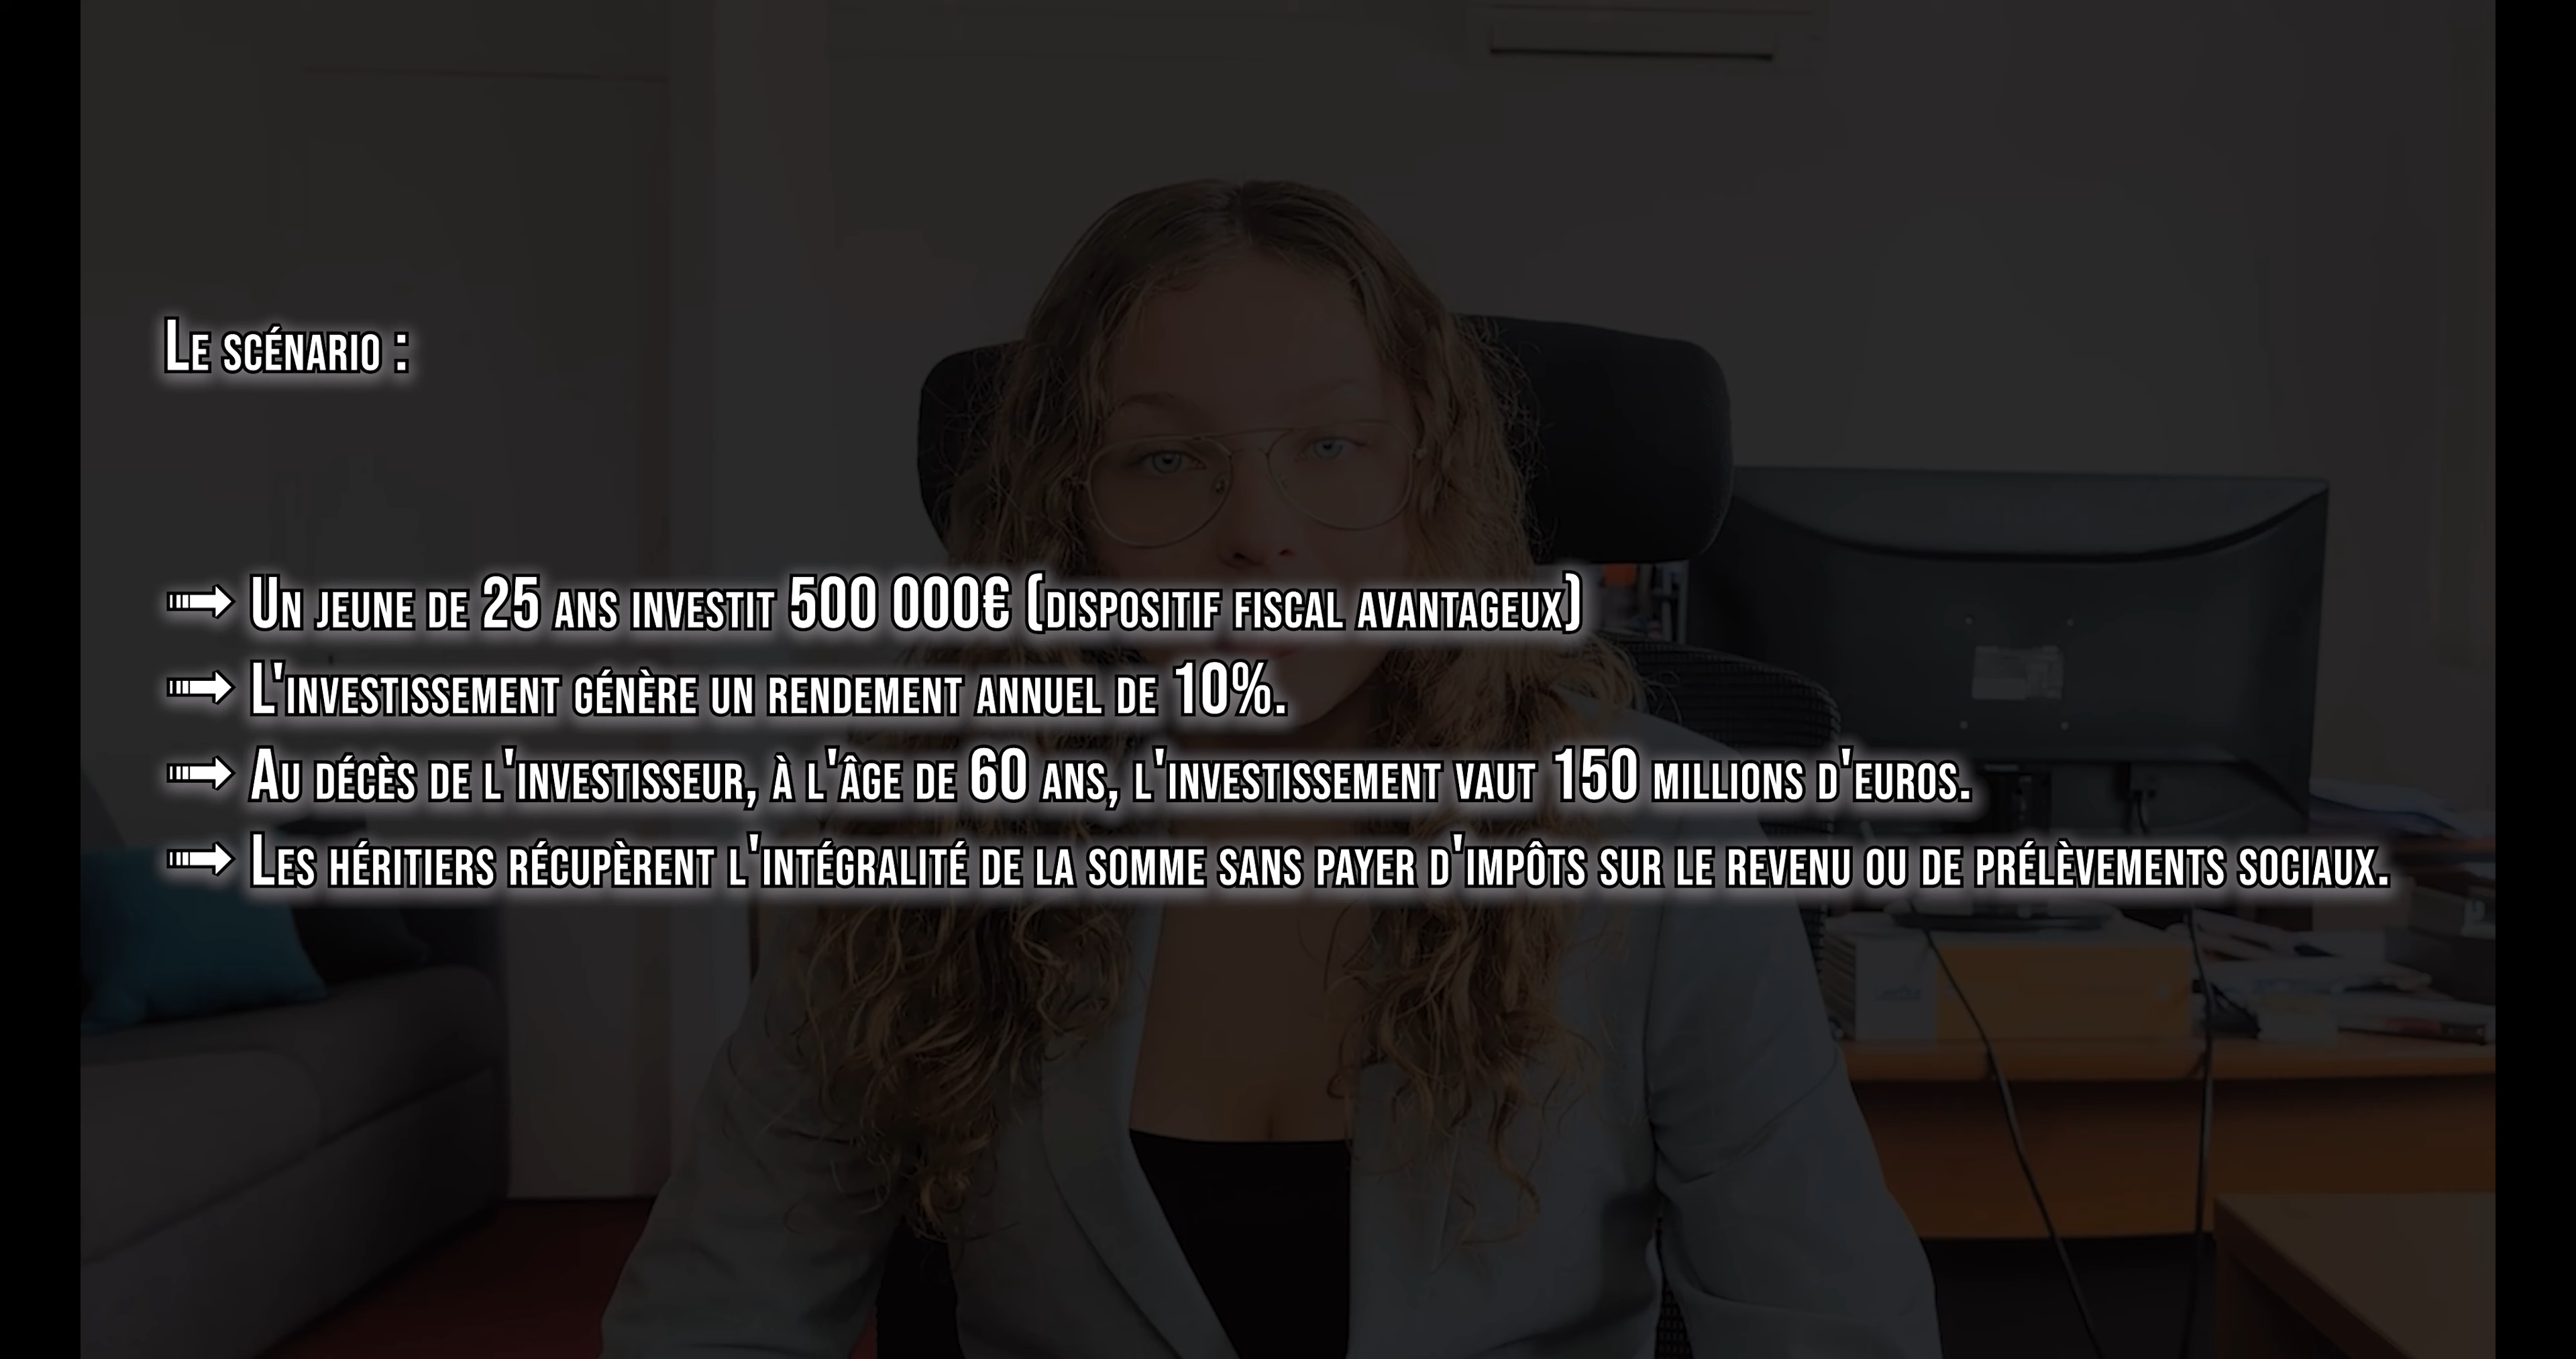 Le scénario :
Un jeune de 25 ans investit 500 000€ (dispositif fiscal avantageux)
L'investissement génère un rendement annuel de 10%.
Au décès de l'investisseur, à l'âge de 60 ans, l'investissement vaut 150 millions d'euros.
Les héritiers récupèrent l'intégralité de la somme sans payer d'impôts sur le revenu ou de prélèvements sociaux.